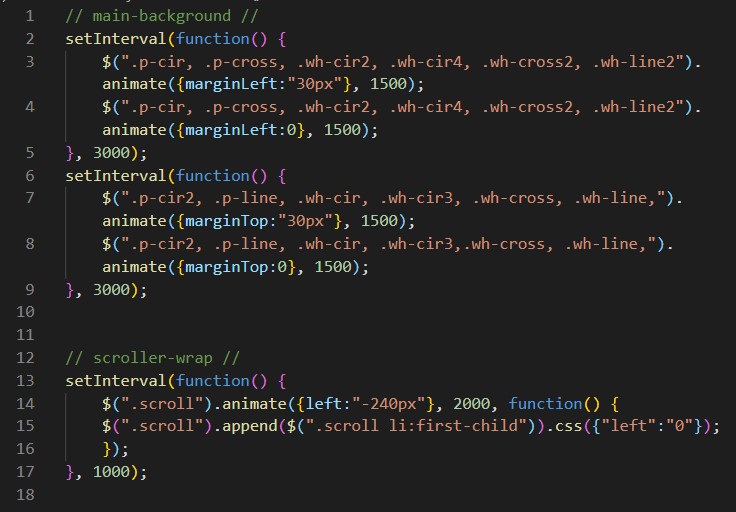 1 // main-background //
2 setInterval(function() {
3 $(".p-cir, .p-cross, .wh-cir2, .wh-cir4, .wh-cross2, .wh-line2").
animate({marginLeft:"30px"}, 1500);
4 $(".p-cir, .p-cross, .wh-cir2, .wh-cir4, .wh-cross2, .wh-line2").
animate({marginLeft:0}, 1500);
5 }, 3000);
6 setInterval(function() {
7 $(".p-cir2, .p-line, .wh-cir, .wh-cir3, .wh-cross, .wh-line,").
animate({marginTop:"30px"}, 1500);
8 $(".p-cir2, .p-line, .wh-cir, .wh-cir3,.wh-cross, .wh-line,").
animate({marginTop:0}, 1500);
9 }, 3000);
10
11
12 // scroller-wrap //
13 setInterval(function() {
14 $(".scroll").animate({left:"-240px"}, 2000, function() {
15 $(".scroll").append($(".scroll li:first-child")).css({"left":"0"});
16 });
17 }, 1000);
18